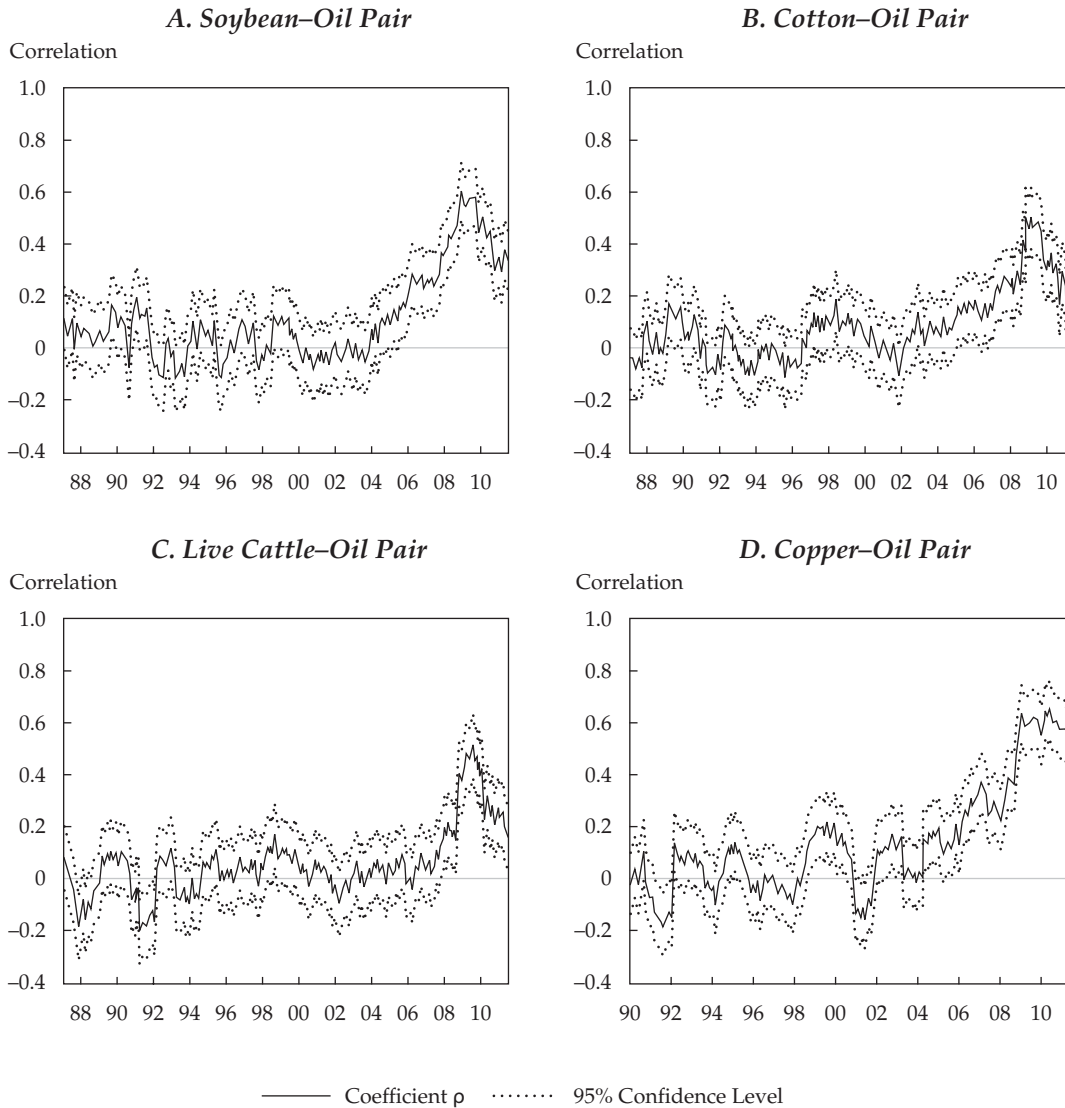 A. Soybean–Oil Pair
Correlation
1.0
0.8
0.6
0.4
0.2
0
–0.2
–0.4
88 90 92 94 96 98 00 02 04 06 08 10
B. Cotton–Oil Pair
Correlation
1.0
0.8
0.6
0.4
0.2
0
–0.2
–0.4
88 90 92 94 96 98 00 02 04 06 08 10
C. Live Cattle–Oil Pair
Correlation
1.0
0.8
0.6
0.4
0.2
0
–0.2
–0.4
88 90 92 94 96 98 00 02 04 06 08 10
D. Copper–Oil Pair
Correlation
1.0
0.8
0.6
0.4
0.2
0
–0.2
–0.4
90 92 94 96 98 00 02 04 06 08 10
Coefficient ρ 95% Confidence Level